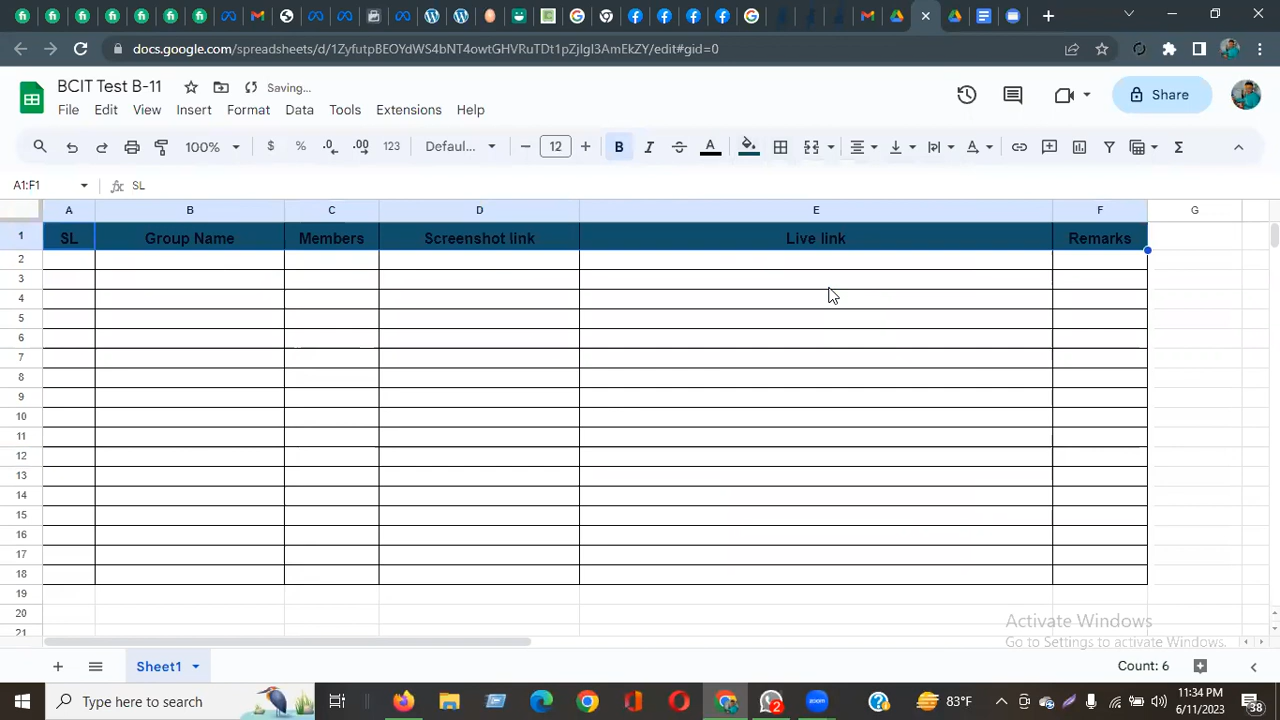 docs.google.com/spreadsheets/d/1ZyfutpBEOYdWS4bNT4owtGHVRuTDt1pZjlgI3AmEkZY/edit#gid=0
BCIT Test B-11 Saving...
File Edit View Insert Format Data Tools Extensions Help
Share
100% $ % .0 .00 123 Defaul... 12 B I S A
A1:F1 fx SL
A B C D E F G
1 SL Group Name Members Screenshot link Live link Remarks
2
3
4
5
6
7
8
9
10
11
12
13
14
15
16
17
18
19
20
21
Activate Windows
Go to Settings to activate Windows.
Sheet1 Count: 6
Type here to search
2
zoom
83°F
11:34 PM
6/11/2023
38